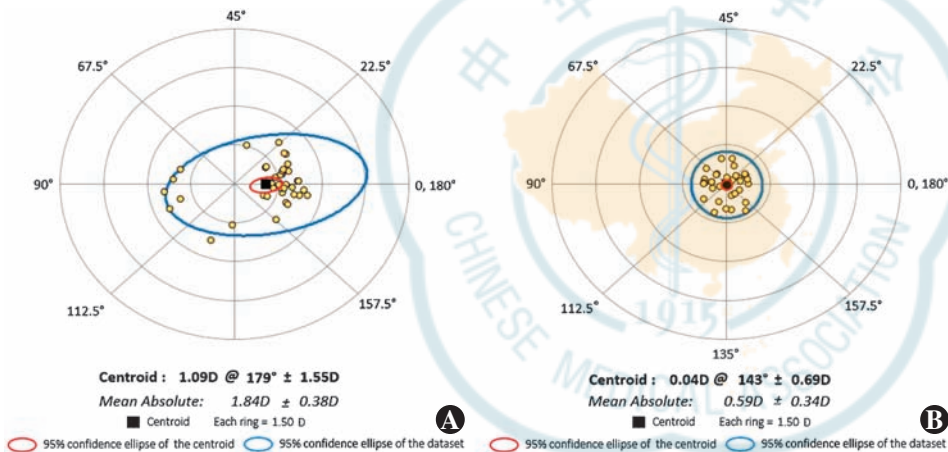 45°
67.5°
22.5°
90°
0, 180°
112.5°
157.5°
Centroid : 1.09D @ 179° ± 1.55D
Mean Absolute: 1.84D ± 0.38D
Centroid Each ring = 1.50 D
95% confidence ellipse of the centroid 95% confidence ellipse of the dataset
A
45°
67.5°
22.5°
90°
0, 180°
112.5°
157.5°
135°
Centroid : 0.04D @ 143° ± 0.69D
Mean Absolute: 0.59D ± 0.34D
Centroid Each ring = 1.50 D
95% confidence ellipse of the centroid 95% confidence ellipse of the dataset
B
中
会
1915
CHINESE MEDICAL ASSOCIATION